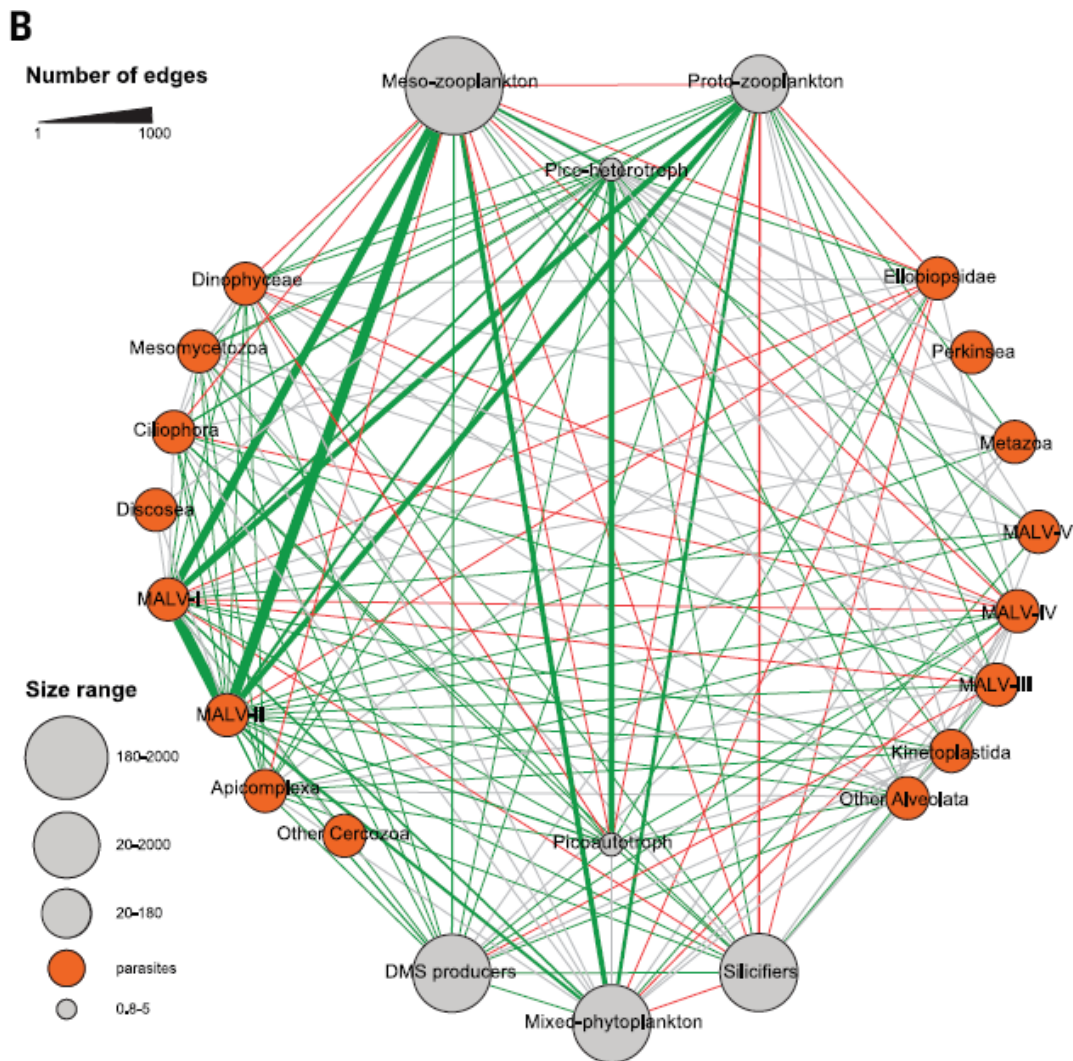 B
Number of edges
1 1000
Meso-zooplankton
Proto-zooplankton
Pico-heterotroph
Dinophyceae
Ellobiopsidae
Mesomycetozoa
Perkinsea
Ciliophora
Metazoa
Discosea
MALV-V
MALV-I
MALV-IV
MALV-III
Size range
MALV-II
180-2000
Kinetoplastida
Apicomplexa
Other Alveolata
Other Cercozoa
Picoautotroph
20-2000
20-180
parasites
DMS producers
Silicifiers
0.8-5
Mixed-phytoplankton